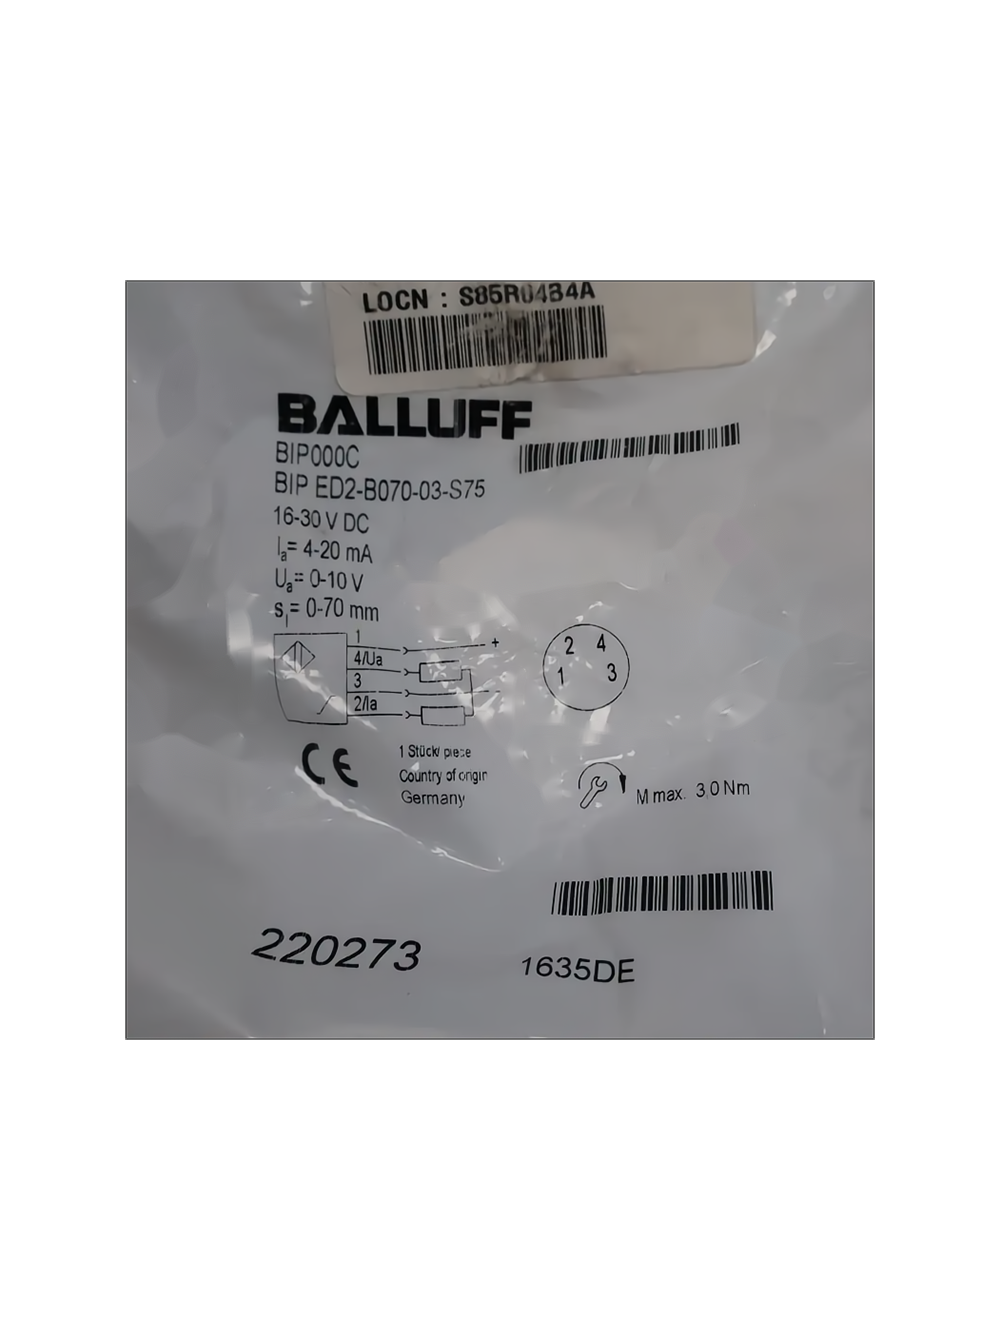 LOCN : S85R04B4A
BALLUFF
BIP000C
BIP ED2-B070-03-S75
16-30 V DC
Ia= 4-20 mA
Ua= 0-10 V
sl= 0-70 mm
1
+
4/Ua
3
-
2/Ia
2 4
1 3
CE
1 Stück/ piece
Country of origin
Germany
M max. 3,0 Nm
220273
1635DE